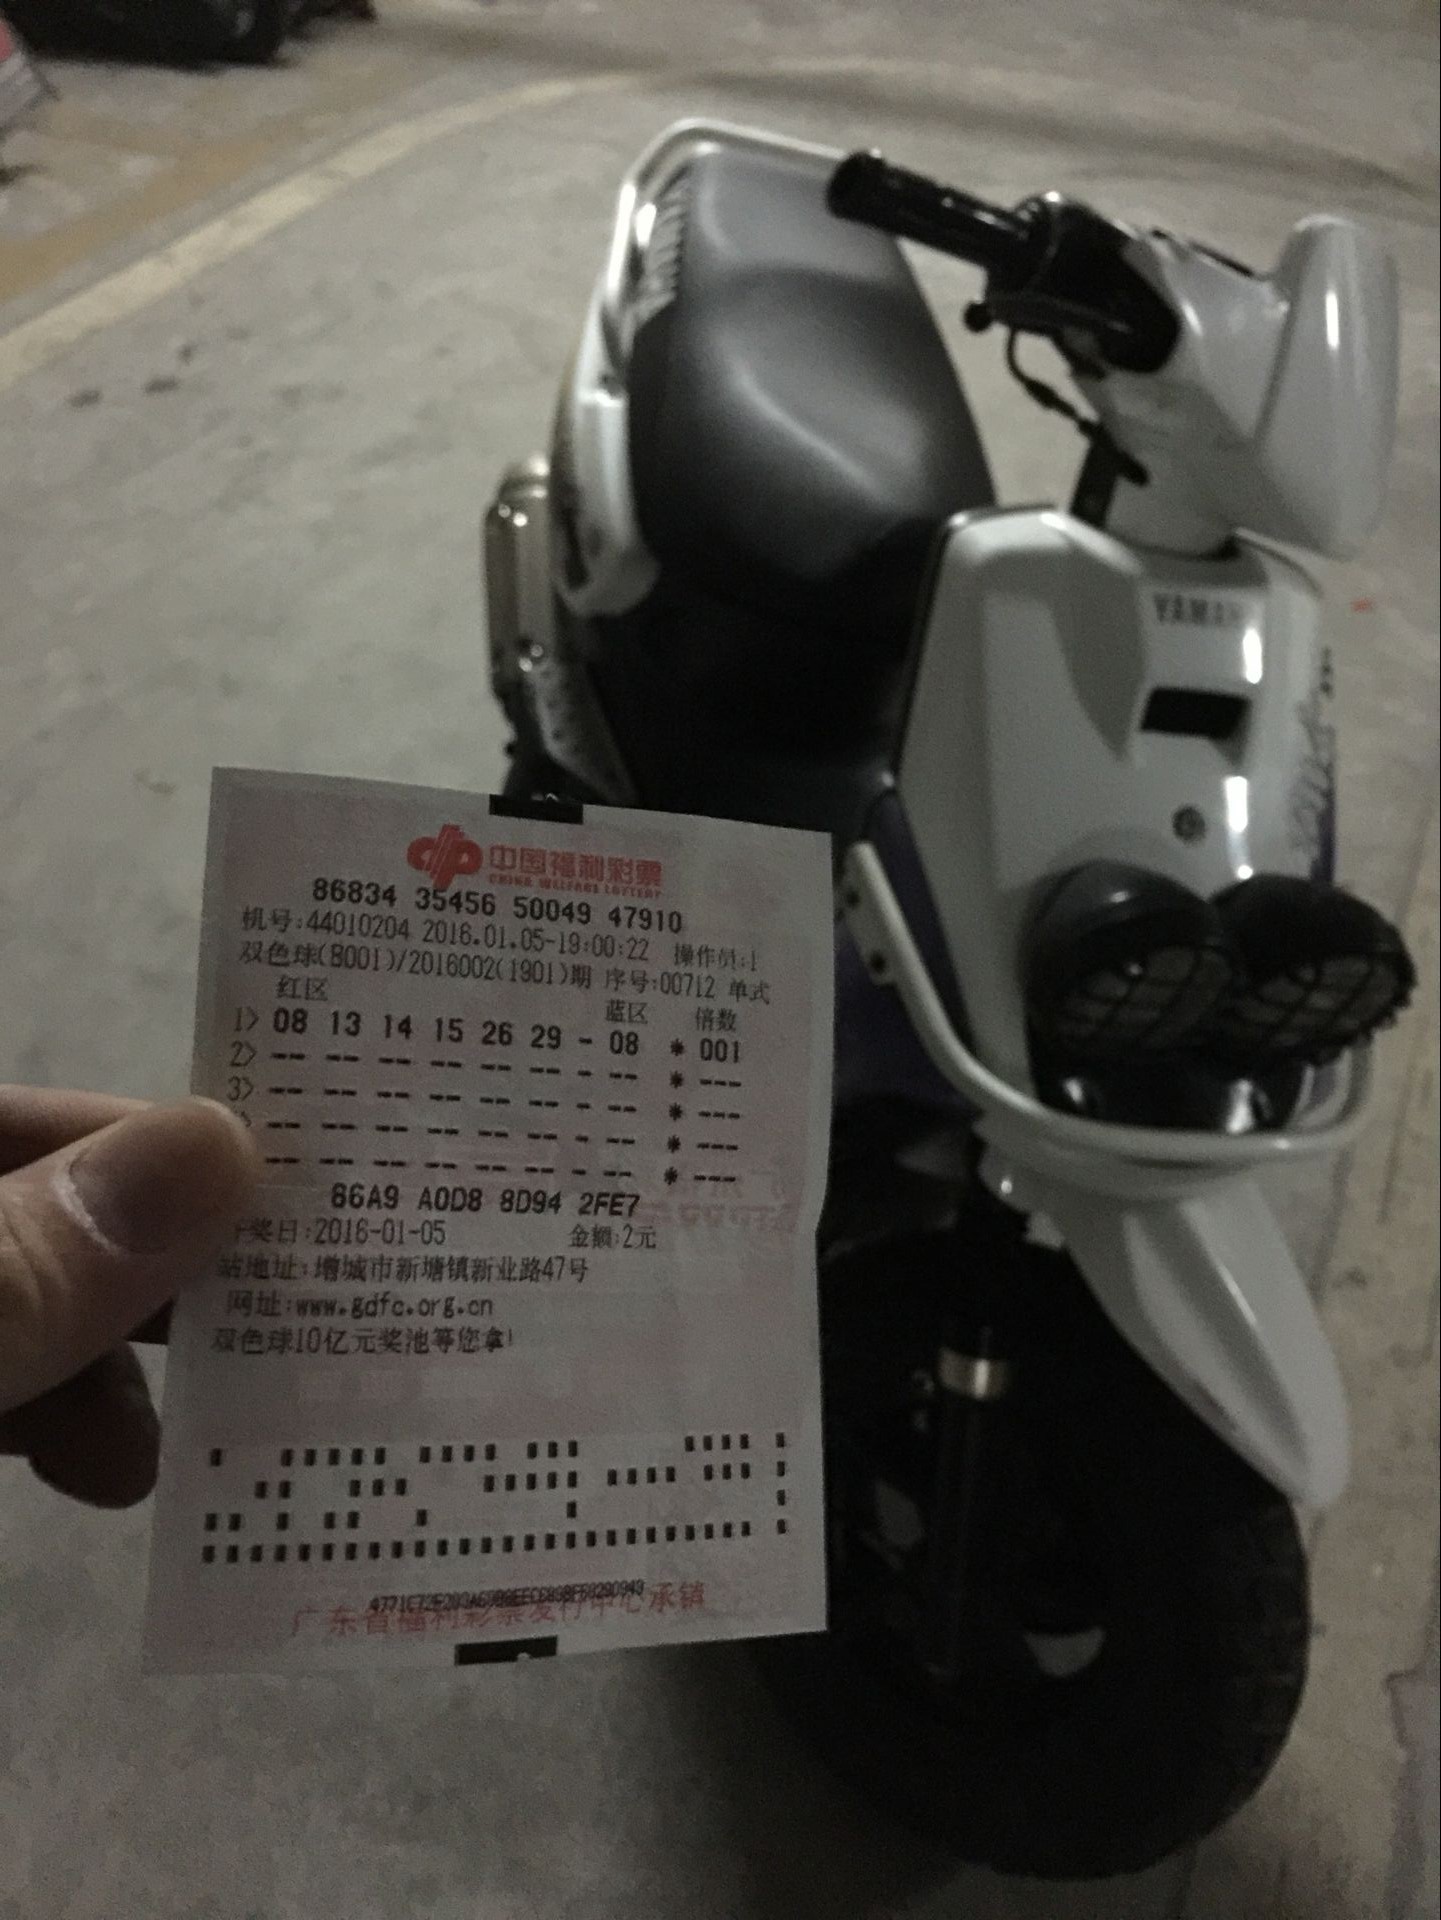 YAMA
中国福利彩票
CHINA WELFARE LOTTERY
86834 35456 50049 47910
机号:44010204 2016.01.05-19:00:22 操作员:1
双色球(B001)/2016002(1901)期 序号:00712 单式
红区 蓝区 倍数
1> 08 13 14 15 26 29 - 08 * 001
2> -- -- -- -- -- -- - -- * ---
3> -- -- -- -- -- -- - -- * ---
-- -- -- -- -- -- - -- * ---
-- -- -- -- -- -- - -- * ---
86A9 A0D8 8D94 2FE7
奖日:2016-01-05 金额:2元
站地址:增城市新塘镇新业路47号
网址:www.gdfc.org.cn
双色球10亿元奖池等您拿!
广东省福利彩票发行中心承销